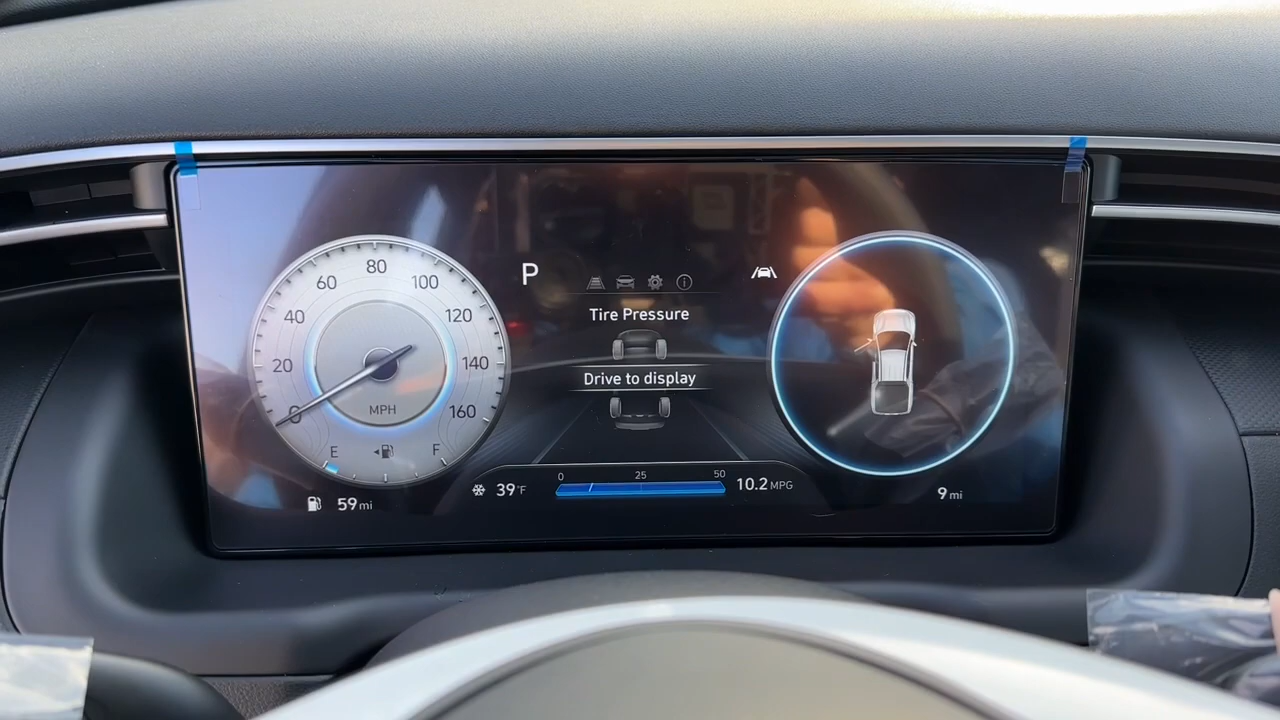 P
Tire Pressure
Drive to display
0
20
40
60
80
100
120
140
160
MPH
E
F
59 mi
39°F
0
25
50
10.2 MPG
9 mi